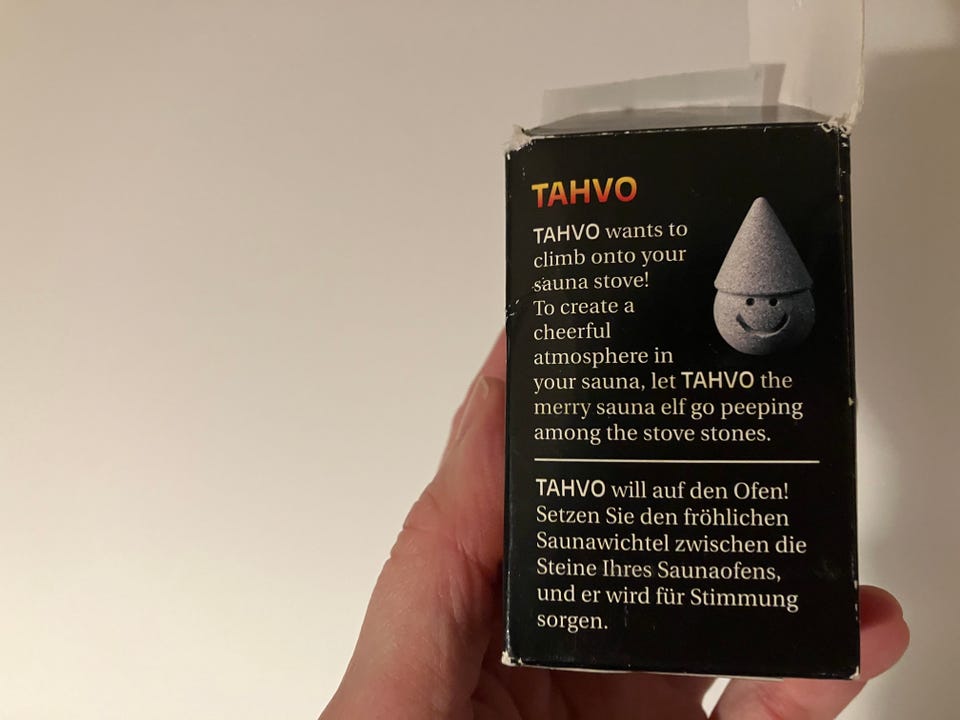 TAHVO
TAHVO wants to
climb onto your
sauna stove!
To create a
cheerful
atmosphere in
your sauna, let TAHVO the
merry sauna elf go peeping
among the stove stones.
TAHVO will auf den Ofen!
Setzen Sie den fröhlichen
Saunawichtel zwischen die
Steine Ihres Saunaofens,
und er wird für Stimmung
sorgen.